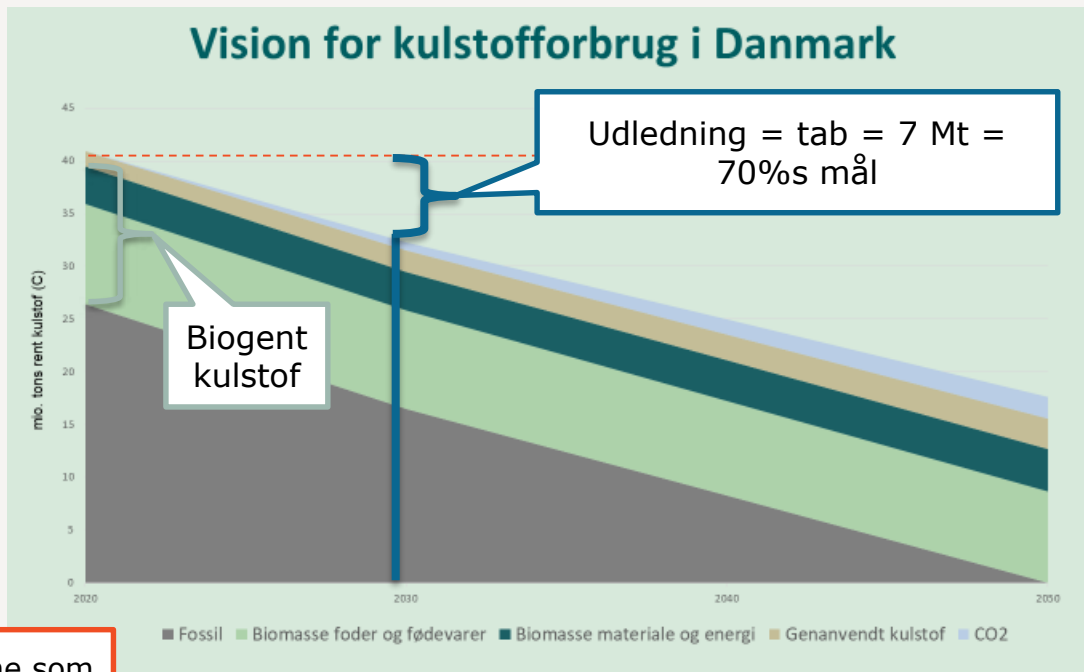 Vision for kulstofforbrug i Danmark
45
Udledning = tab = 7 Mt =
70%s mål
40
35
30
25
20
15
10
5
0
mio. tons rent kulstof (C)
Biogent
kulstof
2020
2030
2040
2050
Fossil
Biomasse foder og fødevarer
Biomasse materiale og energi
Genanvendt kulstof
CO2
som